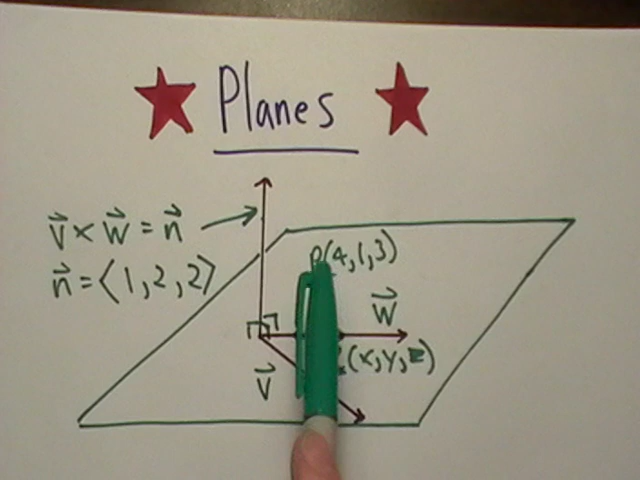 Planes
v⃗ × w⃗ = n⃗
n⃗ = ⟨1, 2, 2⟩
P(4, 1, 3)
w⃗
(x, y, z)
v⃗